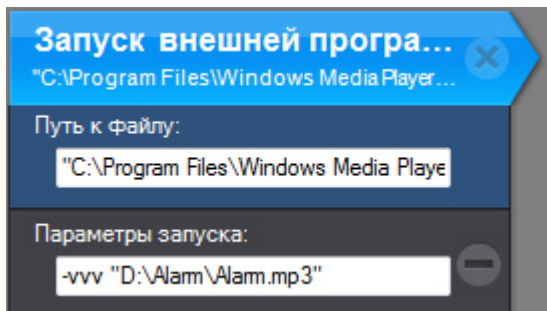 Запуск внешней програ...
"C:\Program Files\Windows Media Player...
Путь к файлу:
"C:\Program Files\Windows Media Playe
Параметры запуска:
-vvv "D:\Alarm\Alarm.mp3"